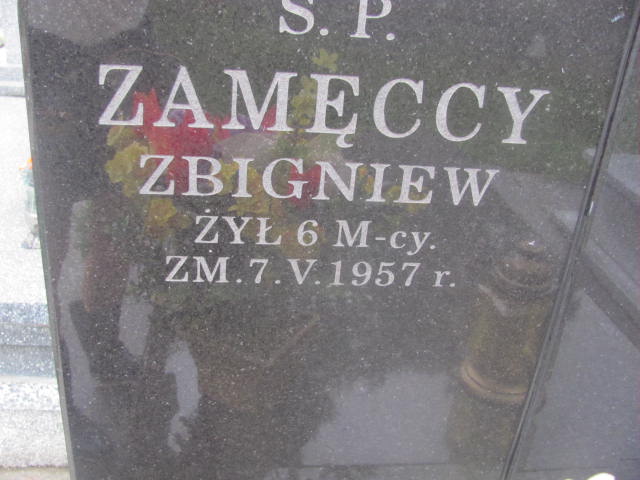 Ś. P.
ZAMĘCCY
ZBIGNIEW
ŻYŁ 6 M-cy.
ZM. 7. V. 1957 r.